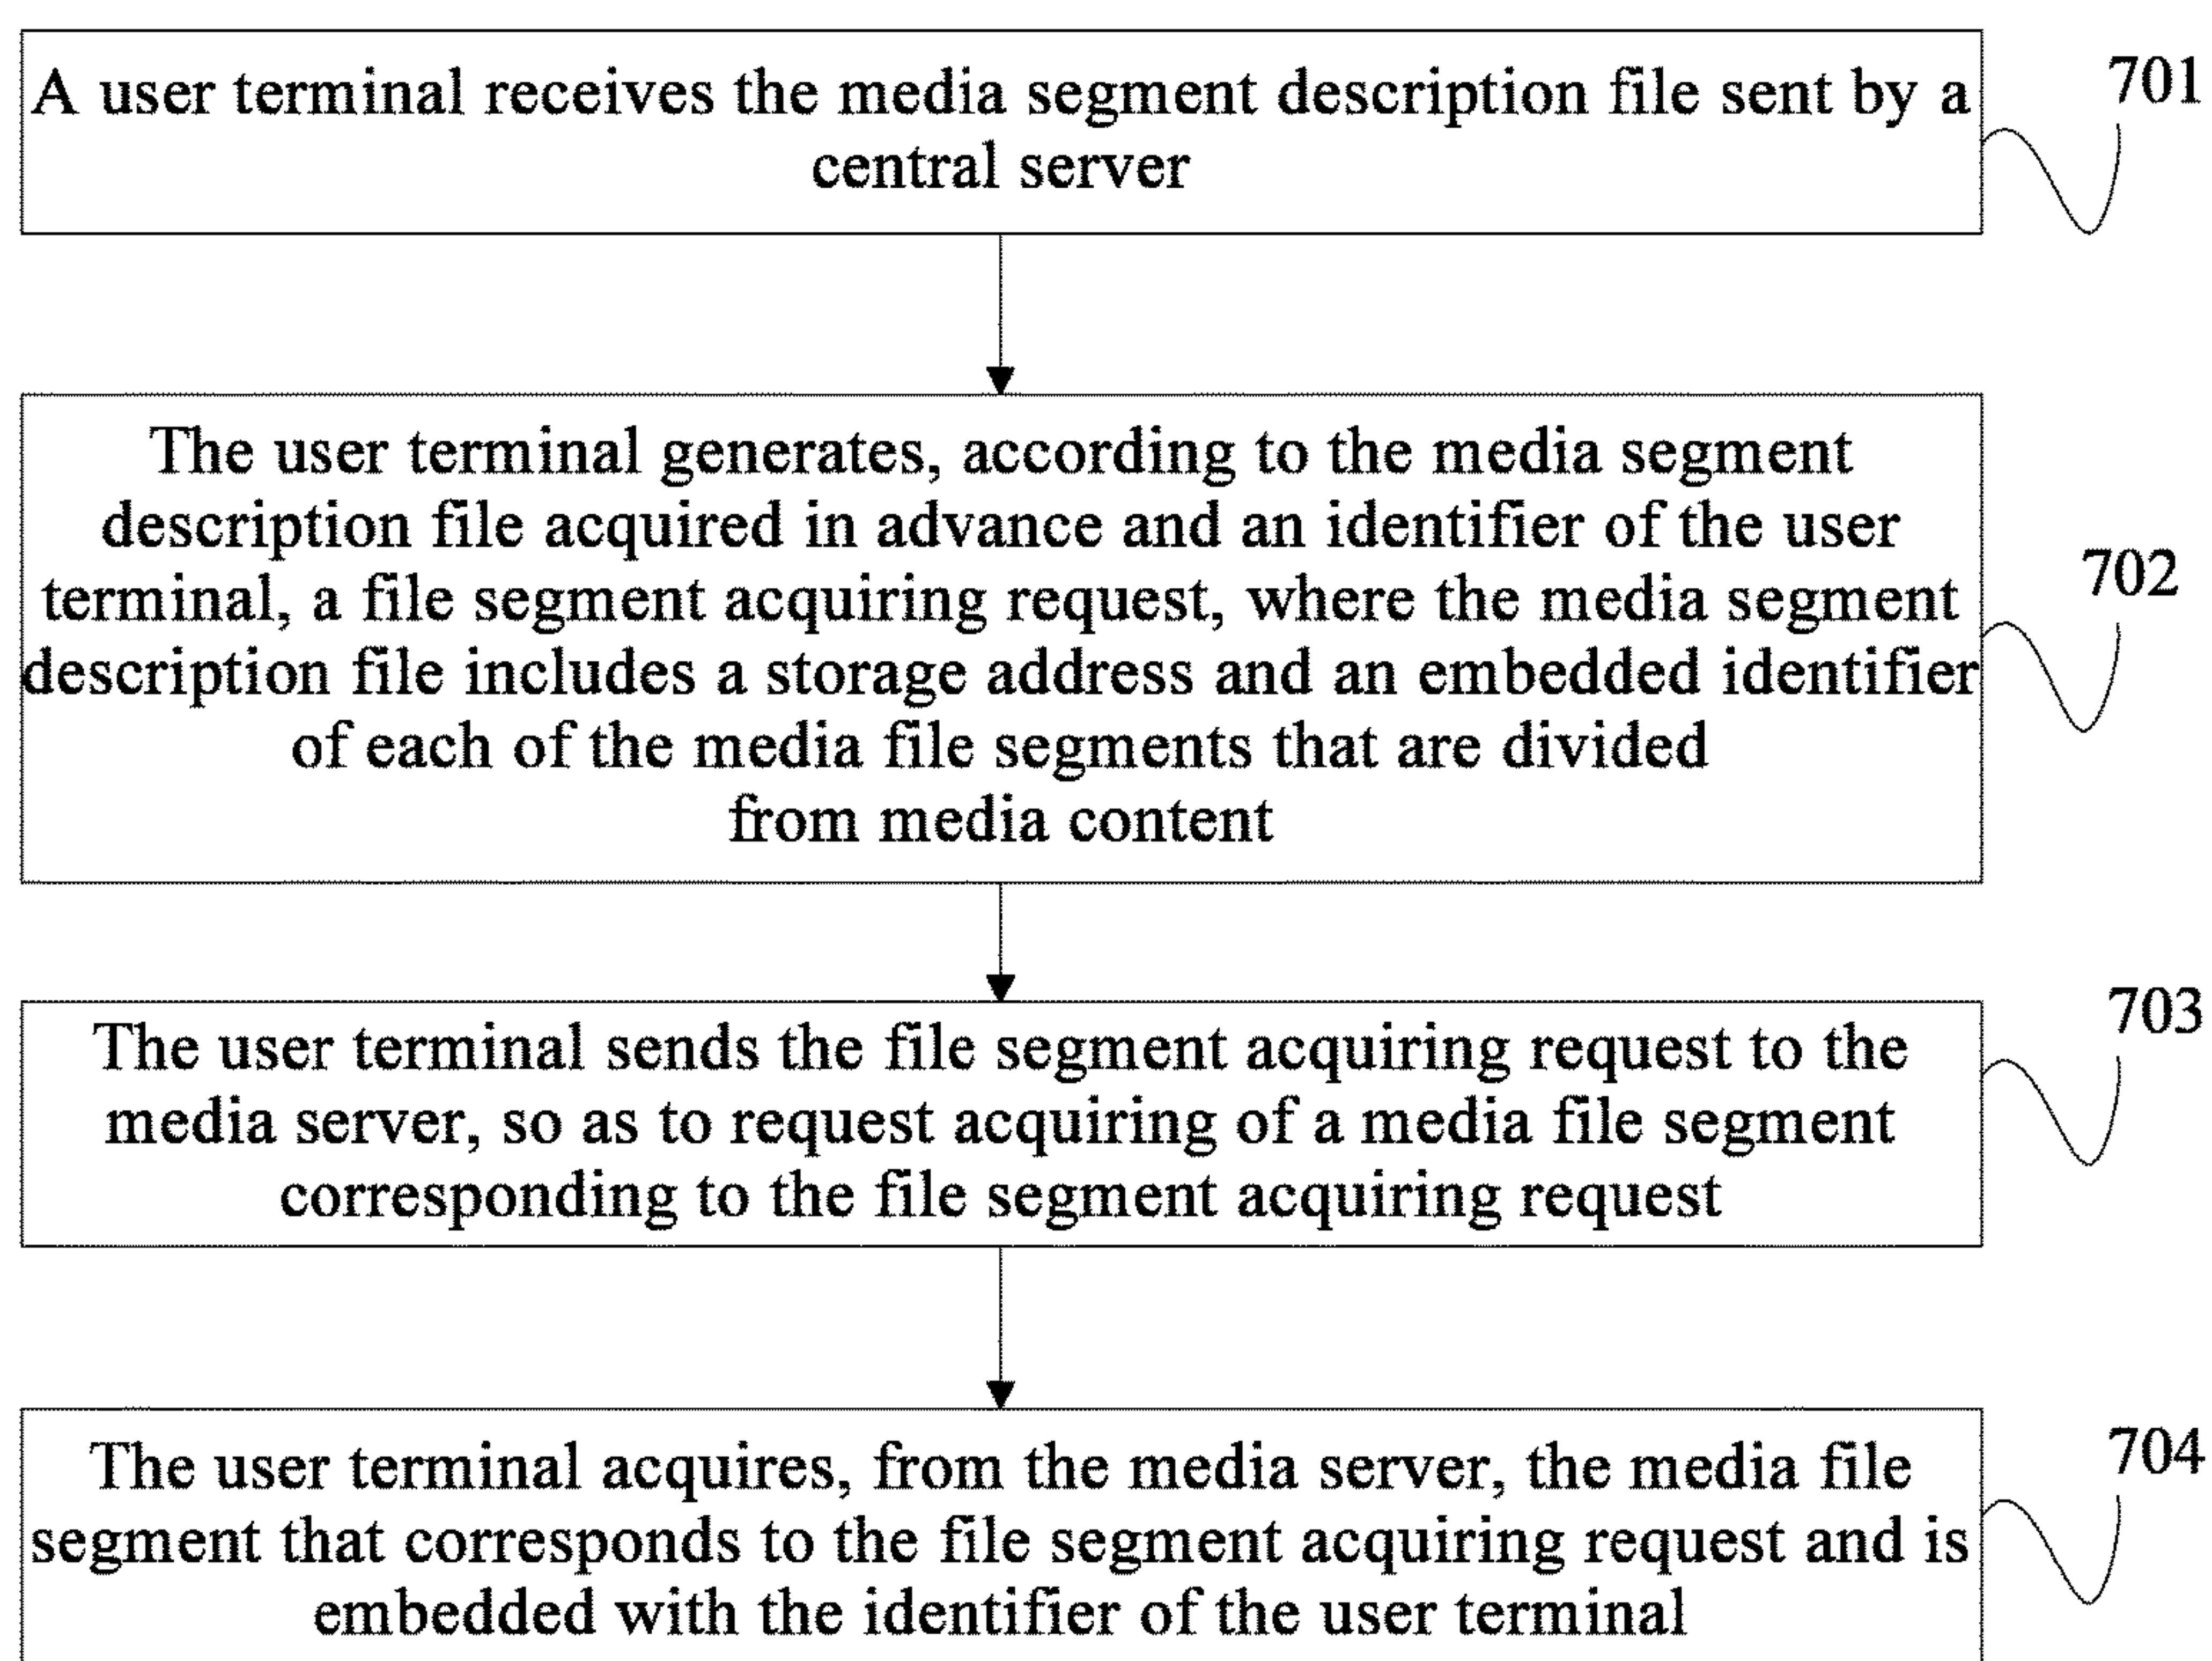 A user terminal receives the media segment description file sent by a
central server
701
The user terminal generates, according to the media segment
description file acquired in advance and an identifier of the user
terminal, a file segment acquiring request, where the media segment
description file includes a storage address and an embedded identifier
of each of the media file segments that are divided
from media content
702
The user terminal sends the file segment acquiring request to the
media server, so as to request acquiring of a media file segment
corresponding to the file segment acquiring request
703
The user terminal acquires, from the media server, the media file
segment that corresponds to the file segment acquiring request and is
embedded with the identifier of the user terminal
704